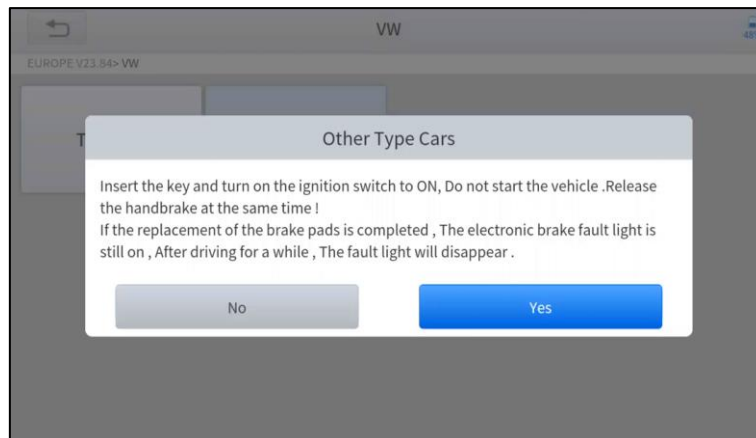 VW
48%
EUROPE V23.84> VW
T
Other Type Cars
Insert the key and turn on the ignition switch to ON, Do not start the vehicle .Release
the handbrake at the same time !
If the replacement of the brake pads is completed , The electronic brake fault light is
still on , After driving for a while , The fault light will disappear .
No
Yes